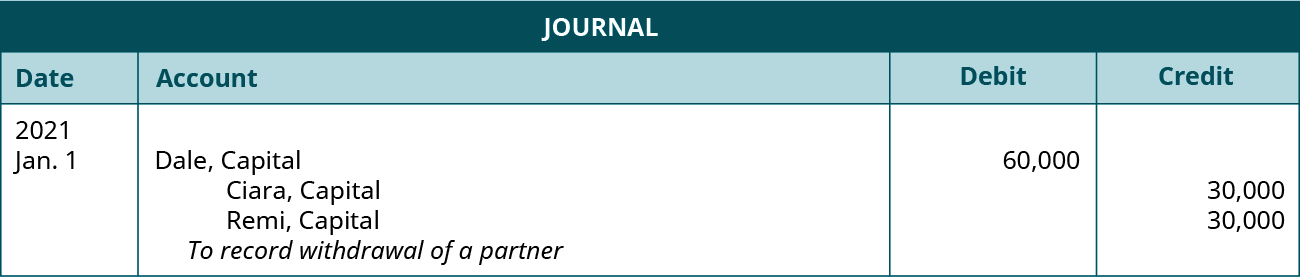 JOURNAL
Date Account Debit Credit
2021
Jan. 1 Dale, Capital 60,000
Ciara, Capital 30,000
Remi, Capital 30,000
To record withdrawal of a partner